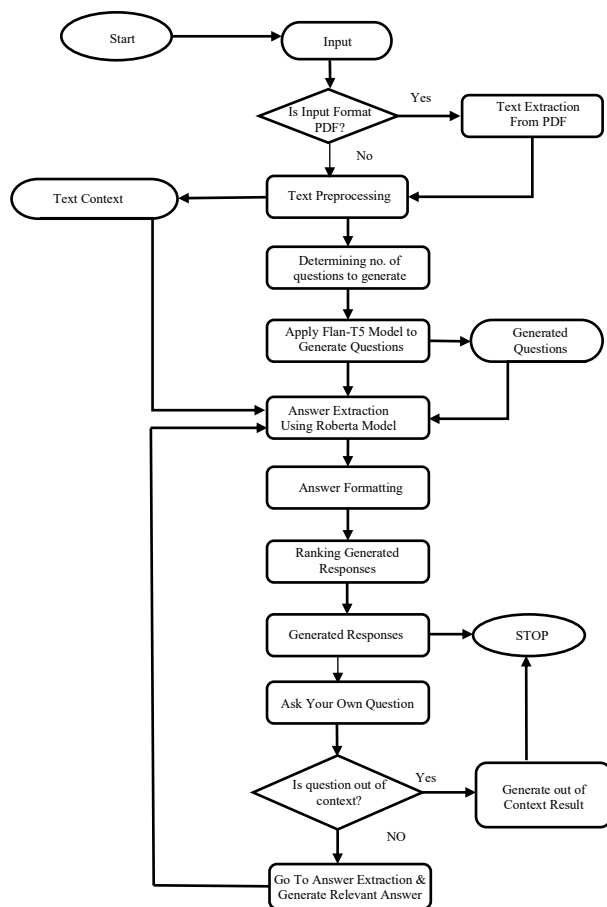 Start
Input
Is Input Format
PDF?
Yes
Text Extraction
From PDF
No
Text Context
Text Preprocessing
Determining no. of
questions to generate
Apply Flan-T5 Model to
Generate Questions
Generated
Questions
Answer Extraction
Using Roberta Model
Answer Formatting
Ranking Generated
Responses
Generated Responses
STOP
Ask Your Own Question
Is question out of
context?
Yes
Generate out of
Context Result
NO
Go To Answer Extraction &
Generate Relevant Answer